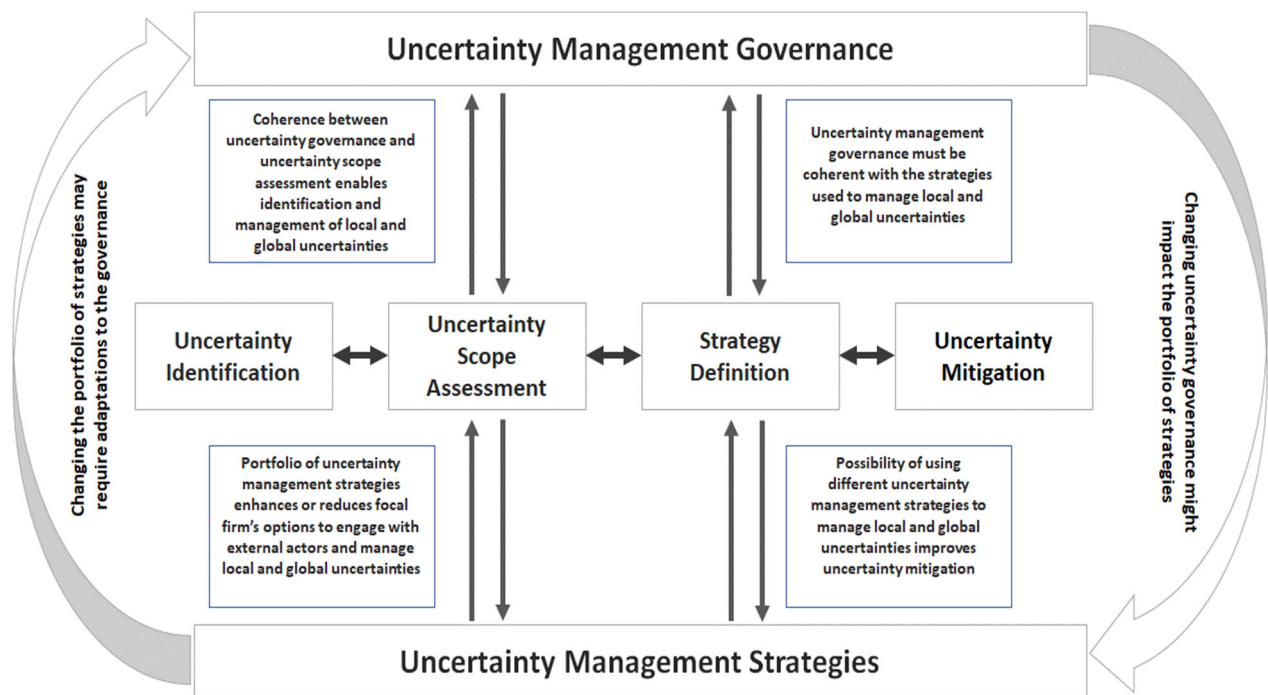 Uncertainty Management Governance
Coherence between
uncertainty governance and
uncertainty scope
assessment enables
identification and
management of local and
global uncertainties
Uncertainty management
governance must be
coherent with the strategies
used to manage local and
global uncertainties
Changing the portfolio of strategies may
require adaptations to the governance
Changing uncertainty governance might
impact the portfolio of strategies
Uncertainty
Identification
Uncertainty
Scope
Assessment
Strategy
Definition
Uncertainty
Mitigation
Portfolio of uncertainty
management strategies
enhances or reduces focal
firm's options to engage with
external actors and manage
local and global uncertainties
Possibility of using
different uncertainty
management strategies to
manage local and global
uncertainties improves
uncertainty mitigation
Uncertainty Management Strategies